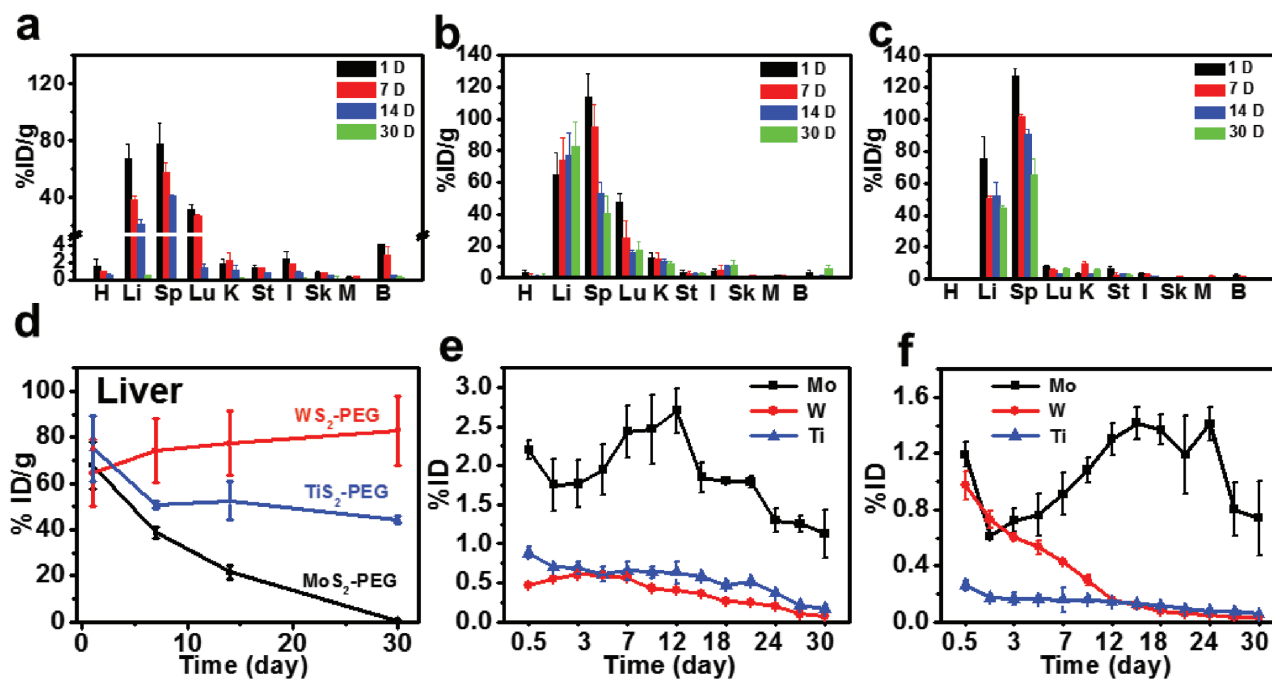 a
%ID/g
120
80
40
4
2
0
1 D
7 D
14 D
30 D
H Li Sp Lu K St I Sk M B
b
%ID/g
140
120
100
80
60
40
20
0
1 D
7 D
14 D
30 D
H Li Sp Lu K St I Sk M B
c
%ID/g
140
120
100
80
60
40
20
0
1 D
7 D
14 D
30 D
H Li Sp Lu K St I Sk M B
d
Liver
% ID/g
100
80
60
40
20
0
WS2-PEG
TiS2-PEG
MoS2-PEG
0 10 20 30
Time (day)
e
%ID
3.0
2.5
2.0
1.5
1.0
0.5
0.0
Mo
W
Ti
0.5 3 7 12 18 24 30
Time (day)
f
%ID
1.6
1.2
0.8
0.4
0.0
Mo
W
Ti
0.5 3 7 12 18 24 30
Time (day)